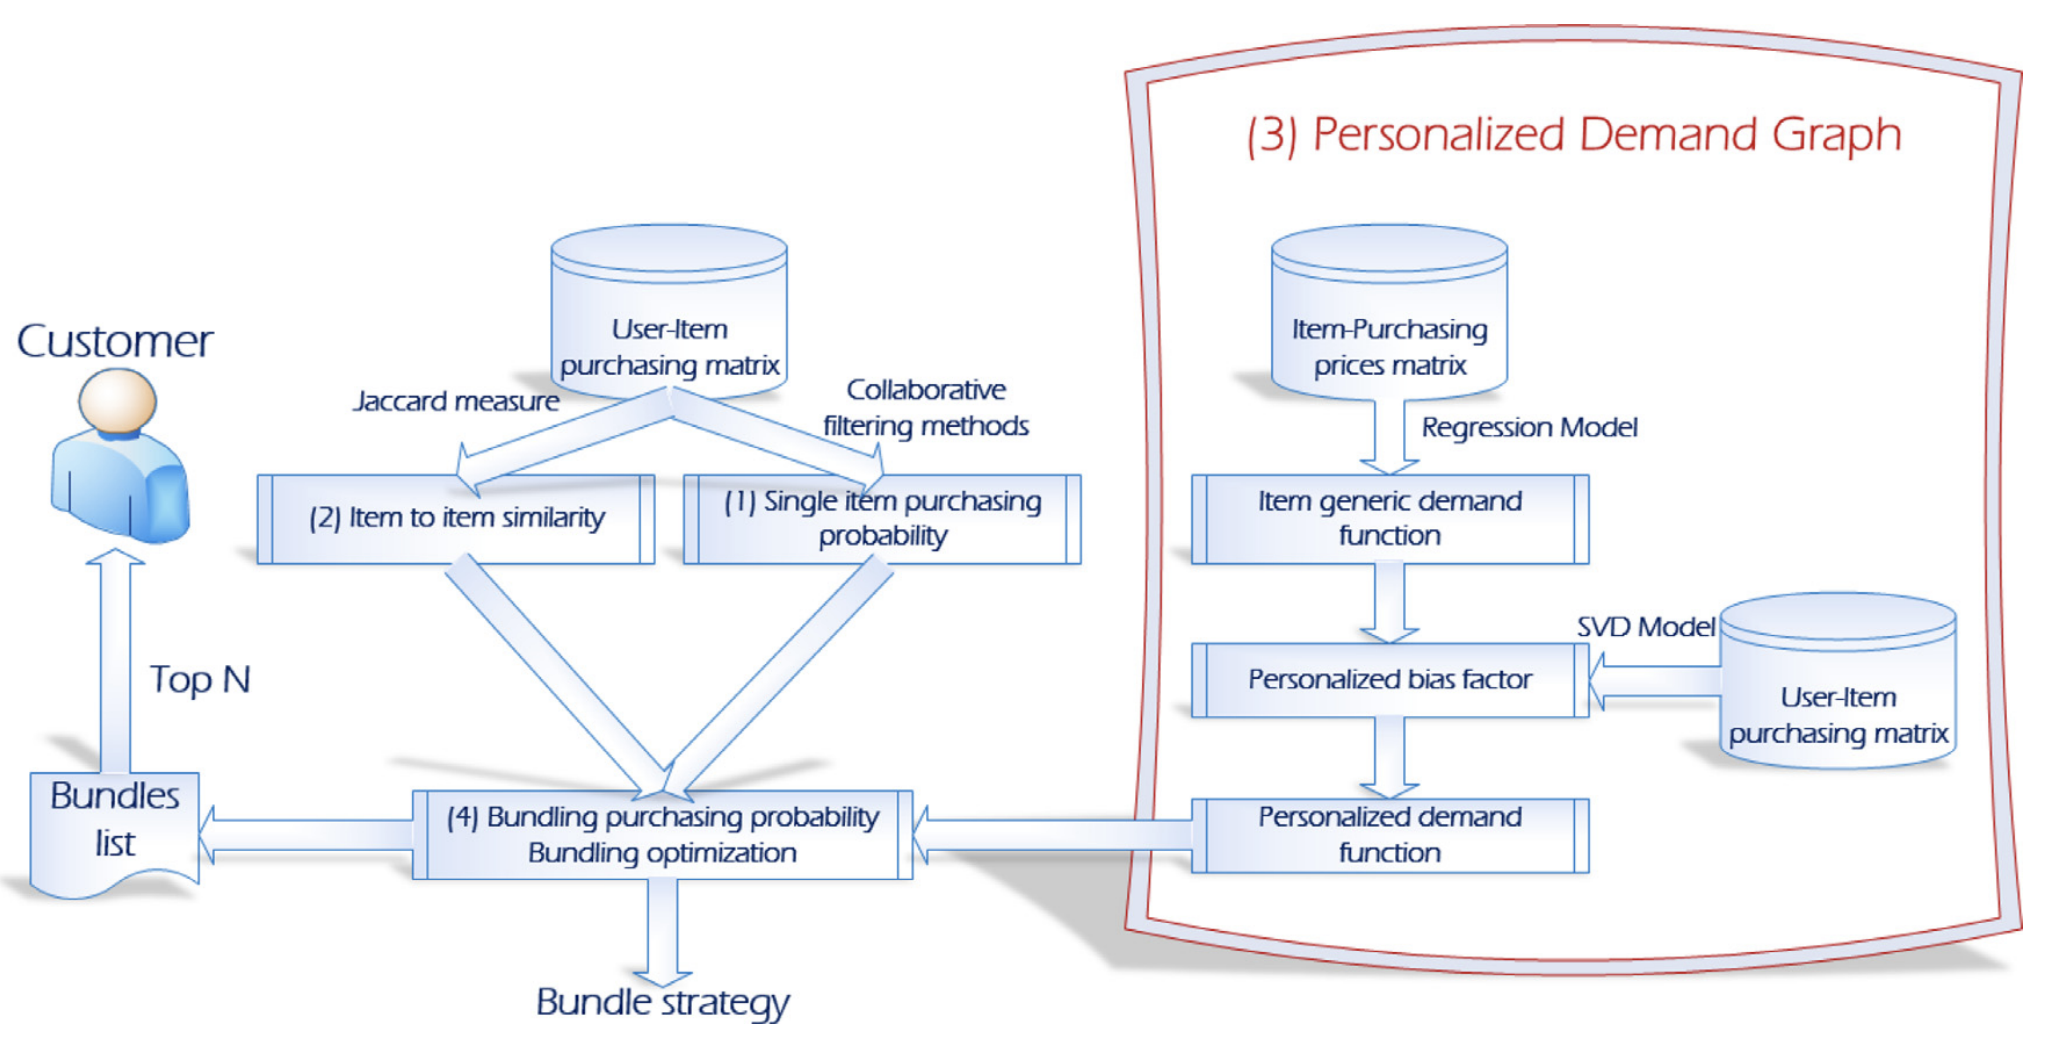 (3) Personalized Demand Graph
Customer
User-Item
purchasing matrix
Jaccard measure
Collaborative
filtering methods
(2) Item to item similarity
(1) Single item purchasing
probability
Item-Purchasing
prices matrix
Regression Model
Item generic demand
function
SVD Model
Personalized bias factor
User-Item
purchasing matrix
Personalized demand
function
Top N
Bundles
list
(4) Bundling purchasing probability
Bundling optimization
Bundle strategy